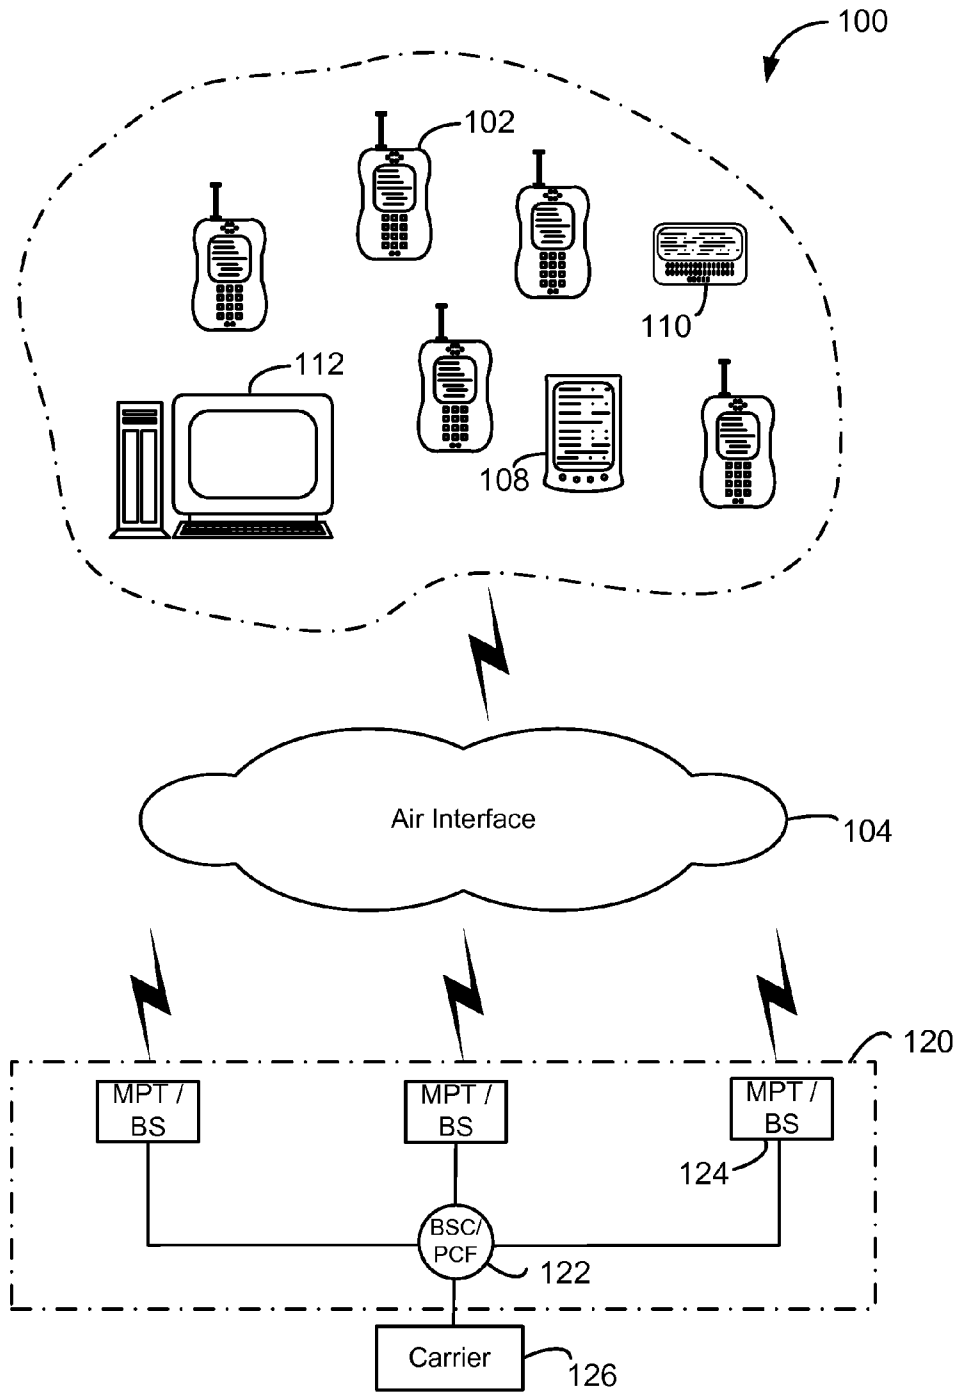 100
102
110
112
108
Air Interface
104
120
MPT /
BS
MPT /
BS
MPT /
BS
124
BSC/
PCF
122
Carrier
126